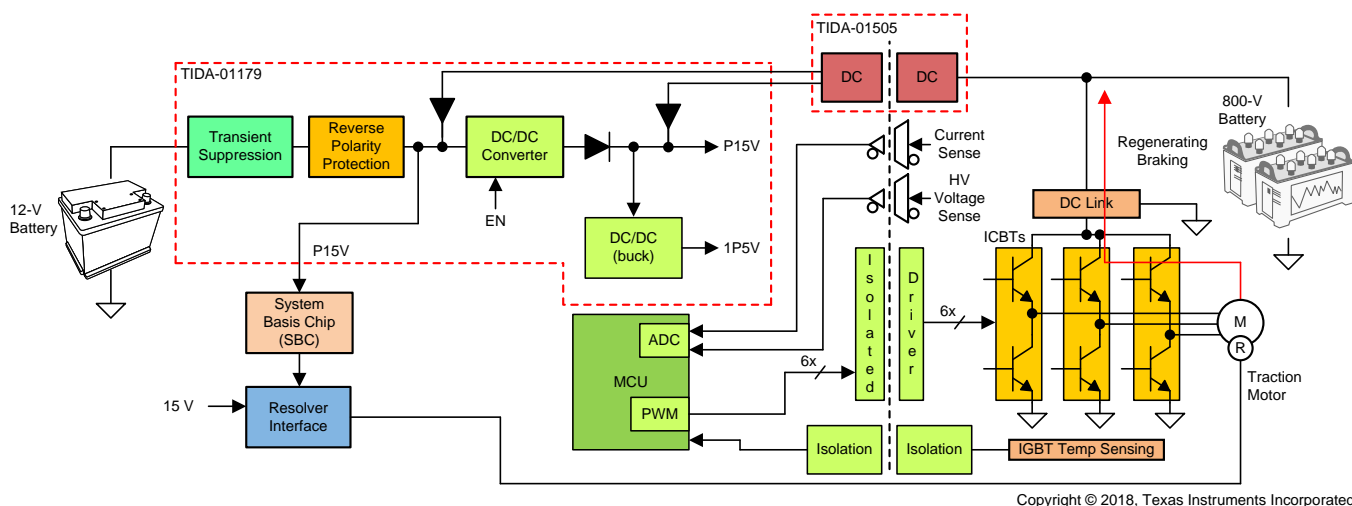 TIDA-01505
TIDA-01179
DC
DC
Transient
Suppression
Reverse
Polarity
Protection
DC/DC
Converter
P15V
EN
DC/DC
(buck)
1P5V
12-V
Battery
P15V
System
Basis Chip
(SBC)
15 V
Resolver
Interface
MCU
ADC
PWM
6x
Current
Sense
HV
Voltage
Sense
Isolated
Driver
6x
Isolation
Isolation
IGBT Temp Sensing
800-V
Battery
Regenerating
Braking
DC Link
ICBTs
M
R
Traction
Motor
Copyright © 2018, Texas Instruments Incorporated